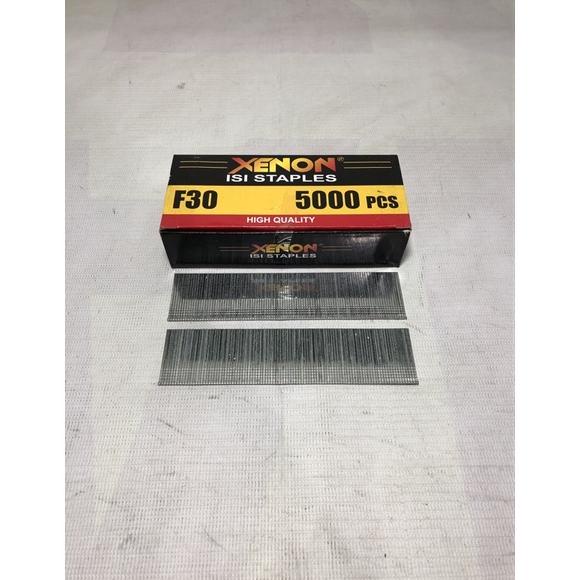 XENON®
ISI STAPLES
F30 5000 PCS
HIGH QUALITY
XENON®
ISI STAPLES